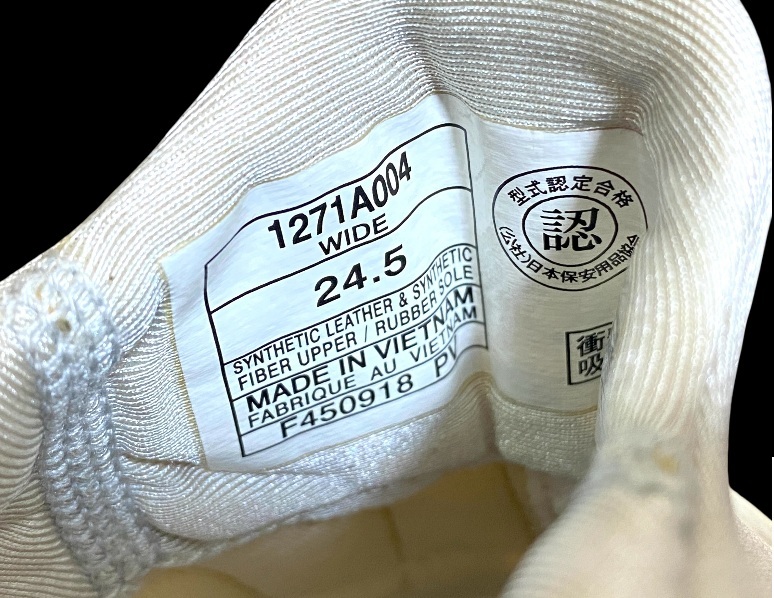 1271A004
WIDE
24.5
SYNTHETIC LEATHER & SYNTHETIC
FIBER UPPER / RUBBER SOLE
MADE IN VIETNAM
FABRIQUE AU VIETNAM
F450918 PV
型式認定合格
認
(公社)日本保安用品協会
衝
吸